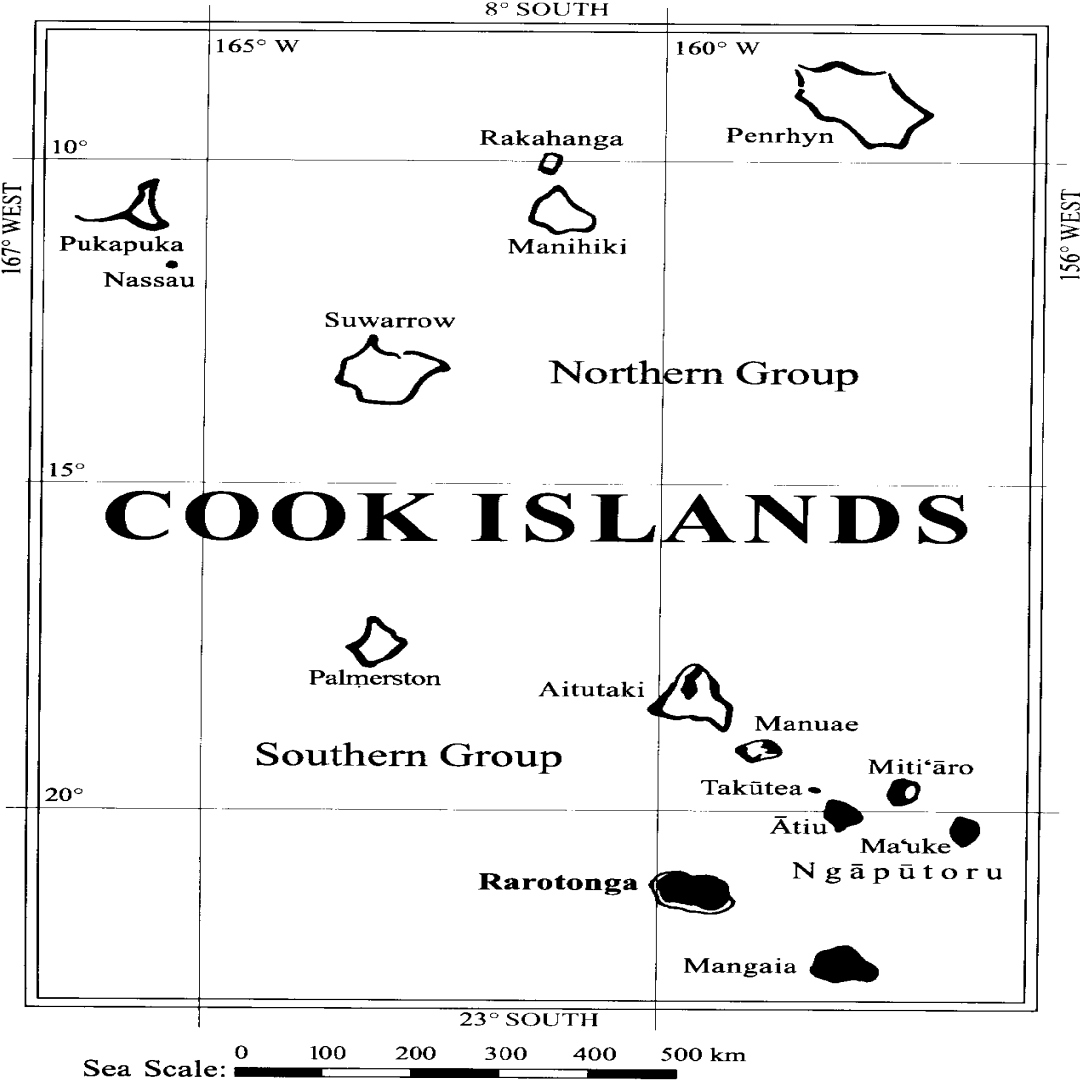 8° SOUTH
165° W
160° W
Penrhyn
Rakahanga
10°
167° WEST
156° WEST
Pukapuka
Manihiki
Nassau
Suwarrow
Northern Group
15°
COOK ISLANDS
Palmerston
Aitutaki
Manuae
Southern Group
Miti‘āro
Takūtea
20°
Ātiu
Ma‘uke
Ngāpūtoru
Rarotonga
Mangaia
23° SOUTH
Sea Scale: 0 100 200 300 400 500 km